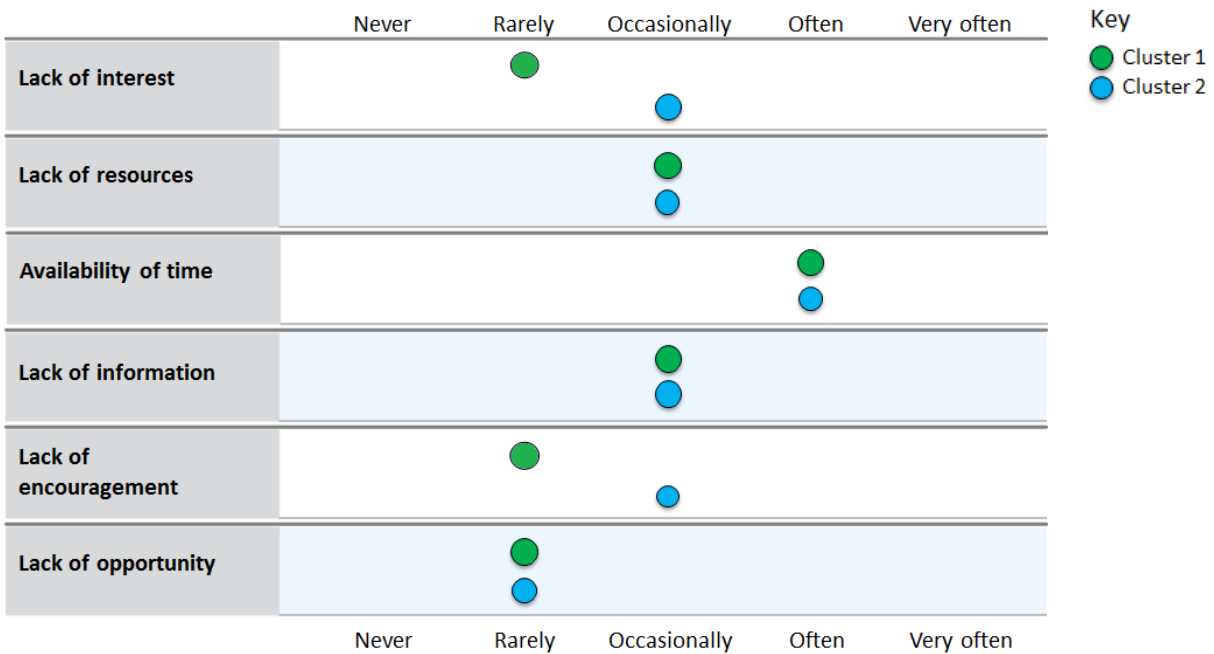 Never Rarely Occasionally Often Very often
Key
Cluster 1
Cluster 2
Lack of interest
Lack of resources
Availability of time
Lack of information
Lack of
encouragement
Lack of opportunity
Never Rarely Occasionally Often Very often